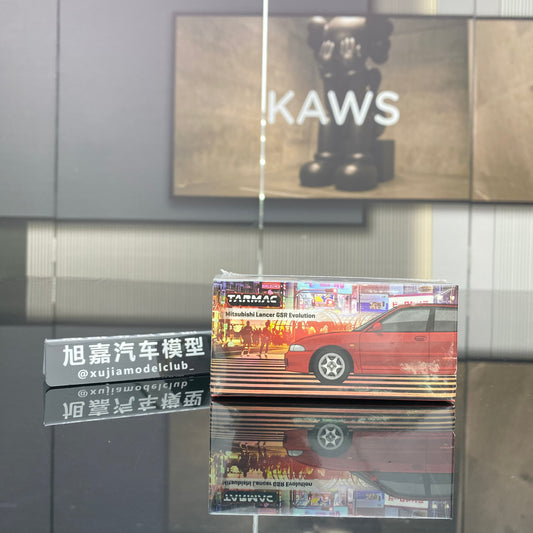 KAWS
TARMAC
Mitsubishi Lancer GSR Evolution
旭嘉汽车模型
@xujiamodelclub_